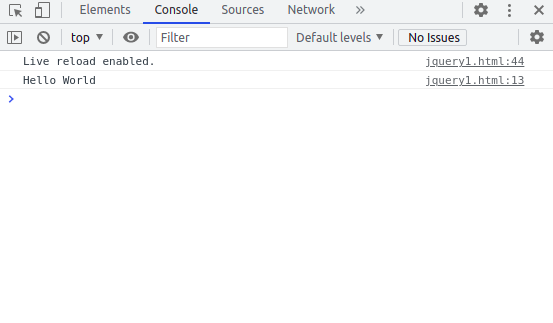 Elements Console Sources Network
top Filter Default levels No Issues
Live reload enabled. jquery1.html:44
Hello World jquery1.html:13